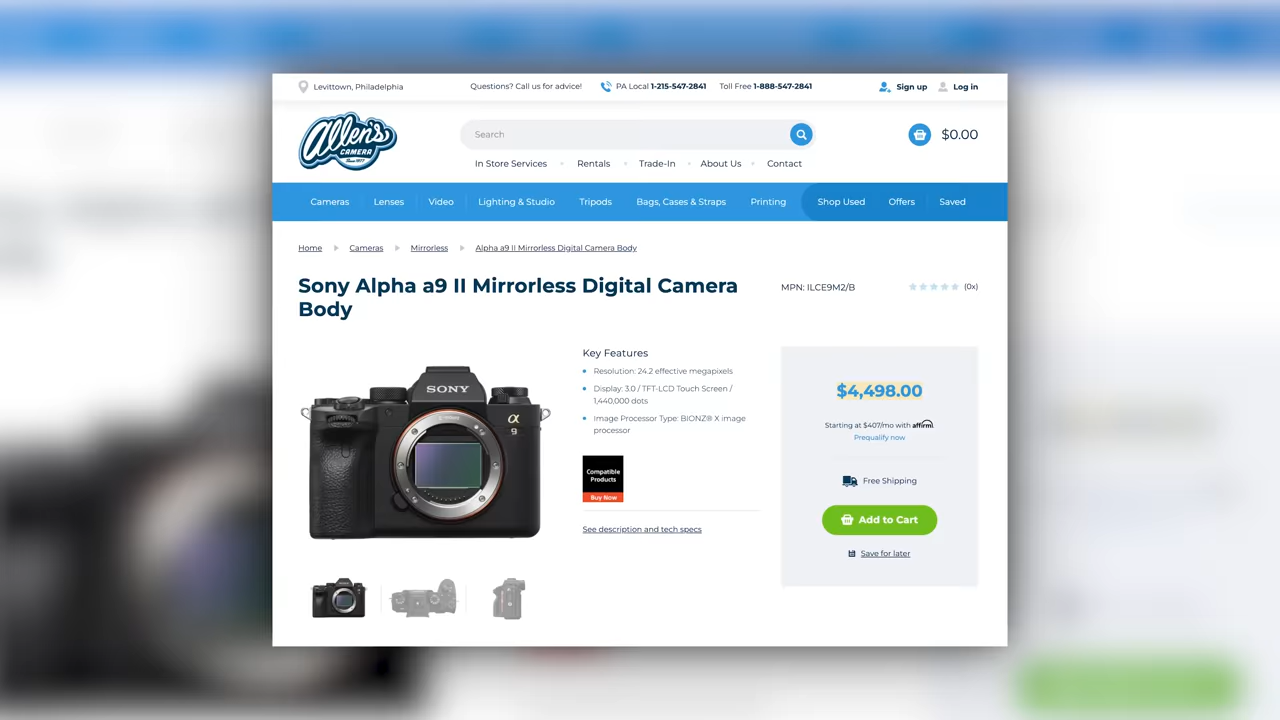 Levittown, Philadelphia
Questions? Call us for advice!
PA Local 1-215-547-2841
Toll Free 1-888-547-2841
Sign up
Log in
Allen's
CAMERA
Since 1977
Search
$0.00
In Store Services
Rentals
Trade-In
About Us
Contact
Cameras
Lenses
Video
Lighting & Studio
Tripods
Bags, Cases & Straps
Printing
Shop Used
Offers
Saved
Home
Cameras
Mirrorless
Alpha a9 II Mirrorless Digital Camera Body
Sony Alpha a9 II Mirrorless Digital Camera
Body
MPN: ILCE9M2/B
(0x)
SONY
α
9
Key Features
Resolution: 24.2 effective megapixels
Display: 3.0 / TFT-LCD Touch Screen /
1,440,000 dots
Image Processor Type: BIONZ® X image
processor
Compatible
Products
Buy Now
See description and tech specs
$4,498.00
Starting at $407/mo with affirm.
Prequalify now
Free Shipping
Add to Cart
Save for later